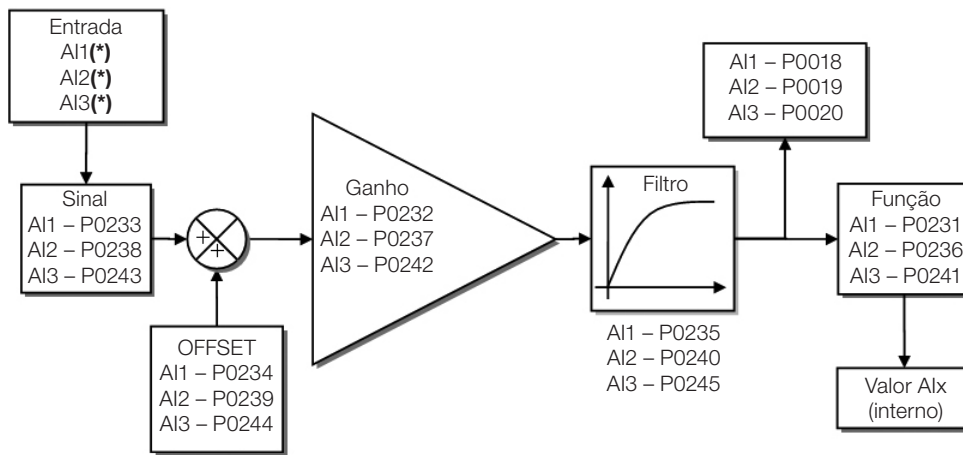 Entrada
AI1(*)
AI2(*)
AI3(*)
Sinal
AI1 – P0233
AI2 – P0238
AI3 – P0243
+
+
OFFSET
AI1 – P0234
AI2 – P0239
AI3 – P0244
Ganho
AI1 – P0232
AI2 – P0237
AI3 – P0242
Filtro
AI1 – P0235
AI2 – P0240
AI3 – P0245
AI1 – P0018
AI2 – P0019
AI3 – P0020
Função
AI1 – P0231
AI2 – P0236
AI3 – P0241
Valor AIx
(interno)